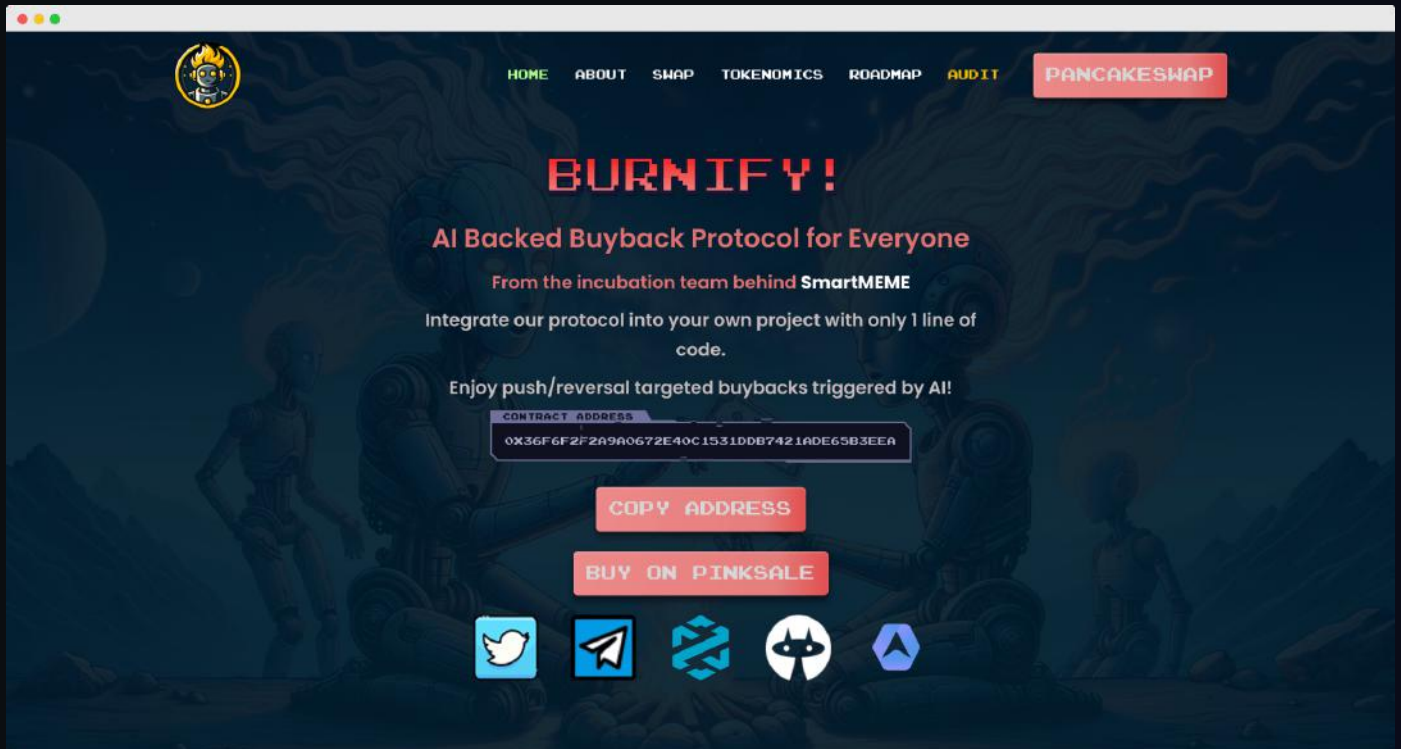 HOME ABOUT SWAP TOKENOMICS ROADMAP AUDIT PANCAKESWAP
BURNIFY!
AI Backed Buyback Protocol for Everyone
From the incubation team behind SmartMEME
Integrate our protocol into your own project with only 1 line of
code.
Enjoy push/reversal targeted buybacks triggered by AI!
CONTRACT ADDRESS
0X36F6F2F2A9A0672E40C1531DDB7421ADE65B3EEA
COPY ADDRESS
BUY ON PINKSALE